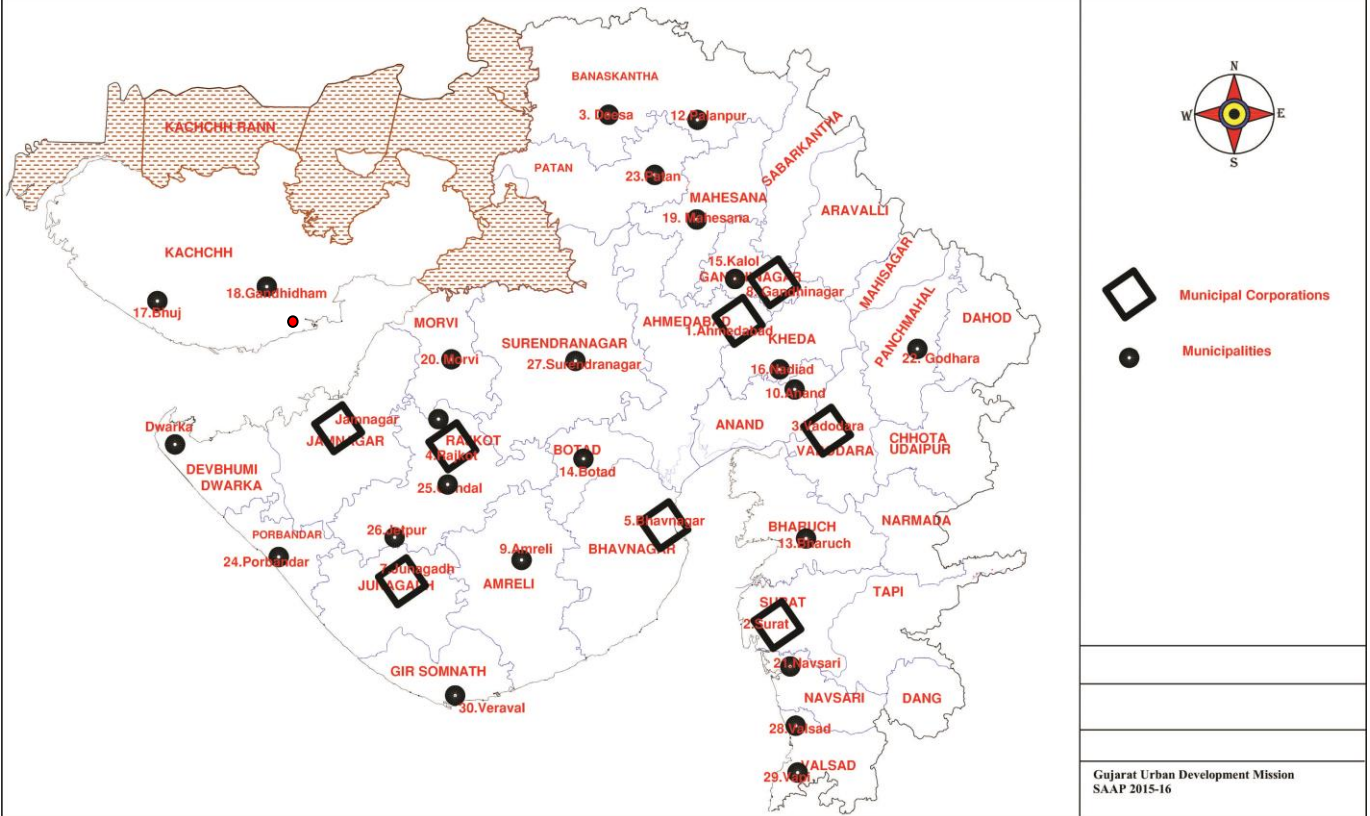 BANASKANTHA
3. Deesa
12.Palanpur
KACHCHH RANN
SABARKANTHA
PATAN
23.Patan
MAHESANA
19. Mahesana
ARAVALLI
KACHCHH
15.Kalol
GANDHINAGAR
8. Gandhinagar
MAHISAGAR
18.Gandhidham
17.Bhuj
MORVI
AHMEDABAD
1.Ahmedabad
PANCHMAHAL
DAHOD
SURENDRANAGAR
KHEDA
20. Morvi
27.Surendranagar
22. Godhara
16.Nadiad
10.Anand
Dwarka
Jamnagar
JAMNAGAR
RAJKOT
4.Rajkot
ANAND
3.Vadodara
VADODARA
CHHOTA
UDAIPUR
BOTAD
14.Botad
DEVBHUMI
DWARKA
25.Gondal
5.Bhavnagar
BHAVNAGAR
BHARUCH
13.Bharuch
NARMADA
PORBANDAR
24.Porbandar
26.Jetpur
9.Amreli
7.Junagadh
JUNAGADH
AMRELI
TAPI
SURAT
2.Surat
GIR SOMNATH
30.Veraval
21.Navsari
NAVSARI
DANG
28.Valsad
VALSAD
29.Vapi
N
W
E
S
Municipal Corporations
Municipalities
Gujarat Urban Development Mission
SAAP 2015-16